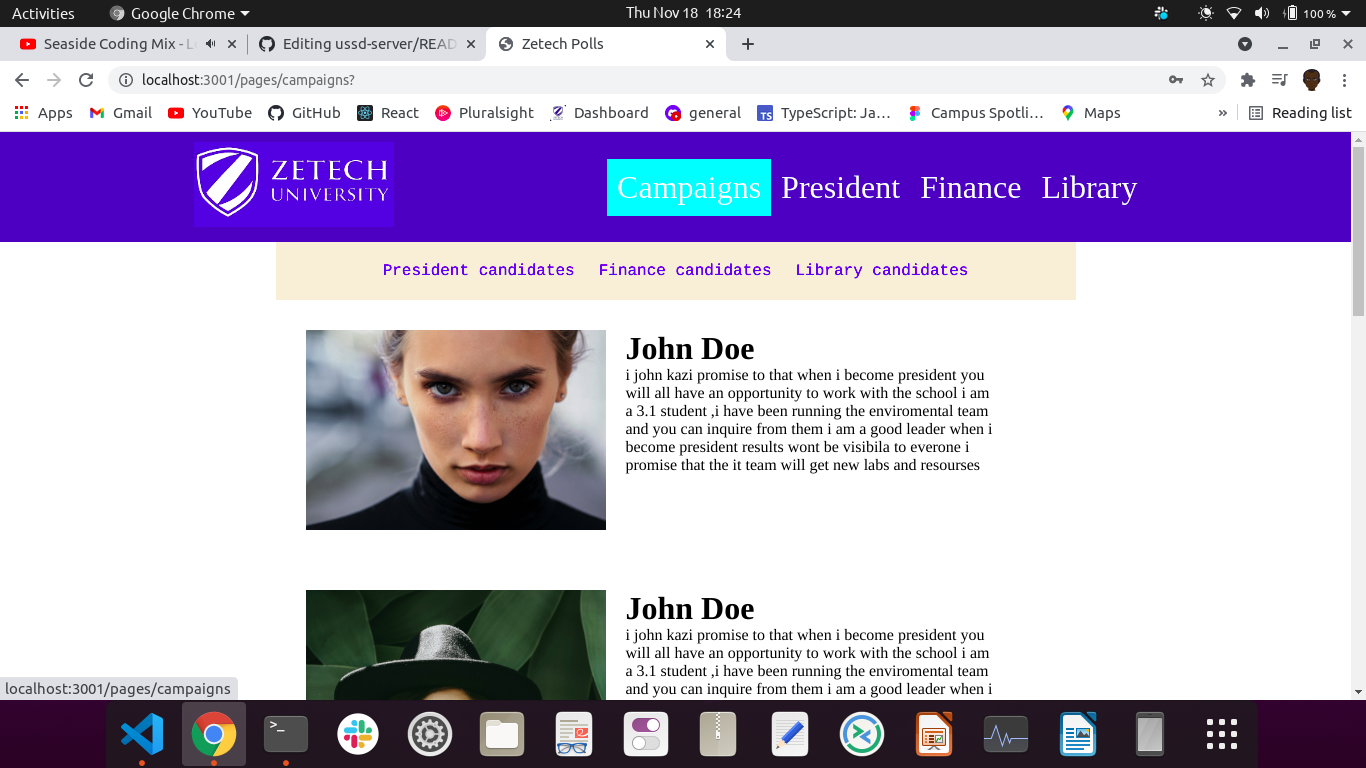 Activities Google Chrome Thu Nov 18 18:24 100 %
Seaside Coding Mix - L Editing ussd-server/READ Zetech Polls
localhost:3001/pages/campaigns?
Apps Gmail YouTube GitHub React Pluralsight Dashboard general TS TypeScript: Ja… Campus Spotli… Maps » Reading list
ZETECH
UNIVERSITY
Campaigns President Finance Library
President candidates Finance candidates Library candidates
John Doe
i john kazi promise to that when i become president you
will all have an opportunity to work with the school i am
a 3.1 student ,i have been running the enviromental team
and you can inquire from them i am a good leader when i
become president results wont be visibila to everone i
promise that the it team will get new labs and resourses
John Doe
i john kazi promise to that when i become president you
will all have an opportunity to work with the school i am
a 3.1 student ,i have been running the enviromental team
and you can inquire from them i am a good leader when i
localhost:3001/pages/campaigns